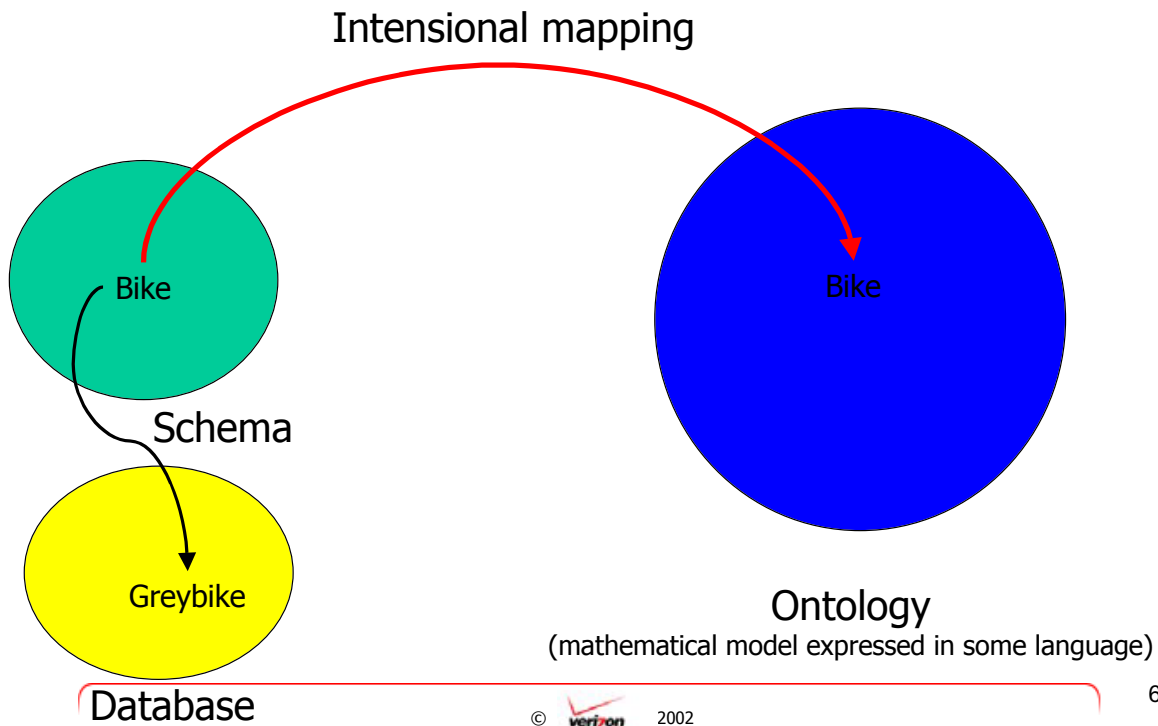 Intensional mapping
Bike
Bike
Schema
Greybike
Ontology
(mathematical model expressed in some language)
Database
© verizon 2002
6